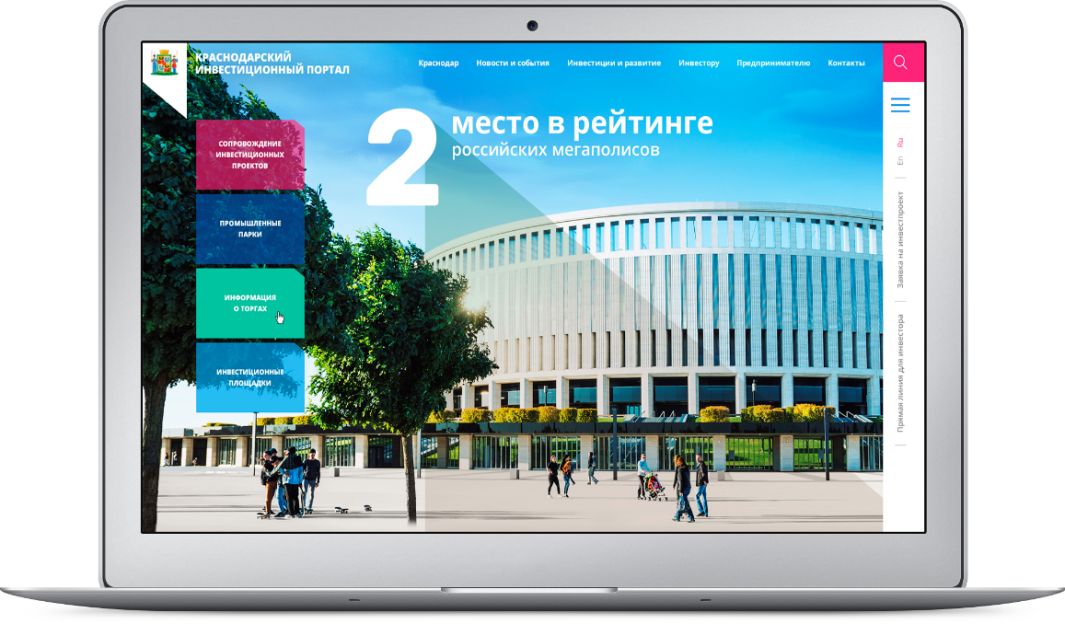 КРАСНОДАРСКИЙ
ИНВЕСТИЦИОННЫЙ ПОРТАЛ
Краснодар
Новости и события
Инвестиции и развитие
Инвестору
Предпринимателю
Контакты
2
место в рейтинге
российских мегаполисов
СОПРОВОЖДЕНИЕ
ИНВЕСТИЦИОННЫХ
ПРОЕКТОВ
ПРОМЫШЛЕННЫЕ
ПАРКИ
ИНФОРМАЦИЯ
О ТОРГАХ
ИНВЕСТИЦИОННЫЕ
ПЛОЩАДКИ
Ru
En
Заявка на инвестпроект
Прямая линия для инвестора